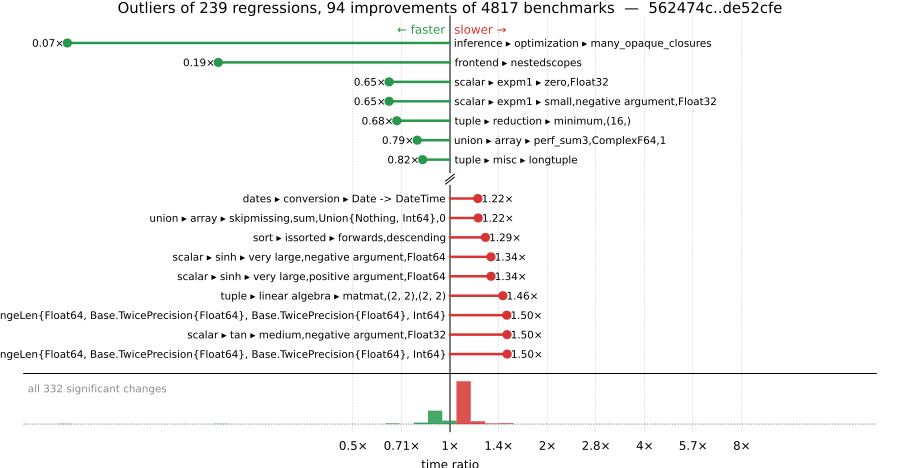 Outliers of 239 regressions, 94 improvements of 4817 benchmarks — 562474c..de52cfe
← faster slower →
0.07× inference ▸ optimization ▸ many_opaque_closures
0.19× frontend ▸ nestedscopes
0.65× scalar ▸ expm1 ▸ zero,Float32
0.65× scalar ▸ expm1 ▸ small,negative argument,Float32
0.68× tuple ▸ reduction ▸ minimum,(16,)
0.79× union ▸ array ▸ perf_sum3,ComplexF64,1
0.82× tuple ▸ misc ▸ longtuple
dates ▸ conversion ▸ Date -> DateTime 1.22×
union ▸ array ▸ skipmissing,sum,Union{Nothing, Int64},0 1.22×
sort ▸ issorted ▸ forwards,descending 1.29×
scalar ▸ sinh ▸ very large,negative argument,Float64 1.34×
scalar ▸ sinh ▸ very large,positive argument,Float64 1.34×
tuple ▸ linear algebra ▸ matmat,(2, 2),(2, 2) 1.46×
ngeLen{Float64, Base.TwicePrecision{Float64}, Base.TwicePrecision{Float64}, Int64} 1.50×
scalar ▸ tan ▸ medium,negative argument,Float32 1.50×
ngeLen{Float64, Base.TwicePrecision{Float64}, Base.TwicePrecision{Float64}, Int64} 1.50×
all 332 significant changes
0.5× 0.71× 1× 1.4× 2× 2.8× 4× 5.7× 8×
time ratio